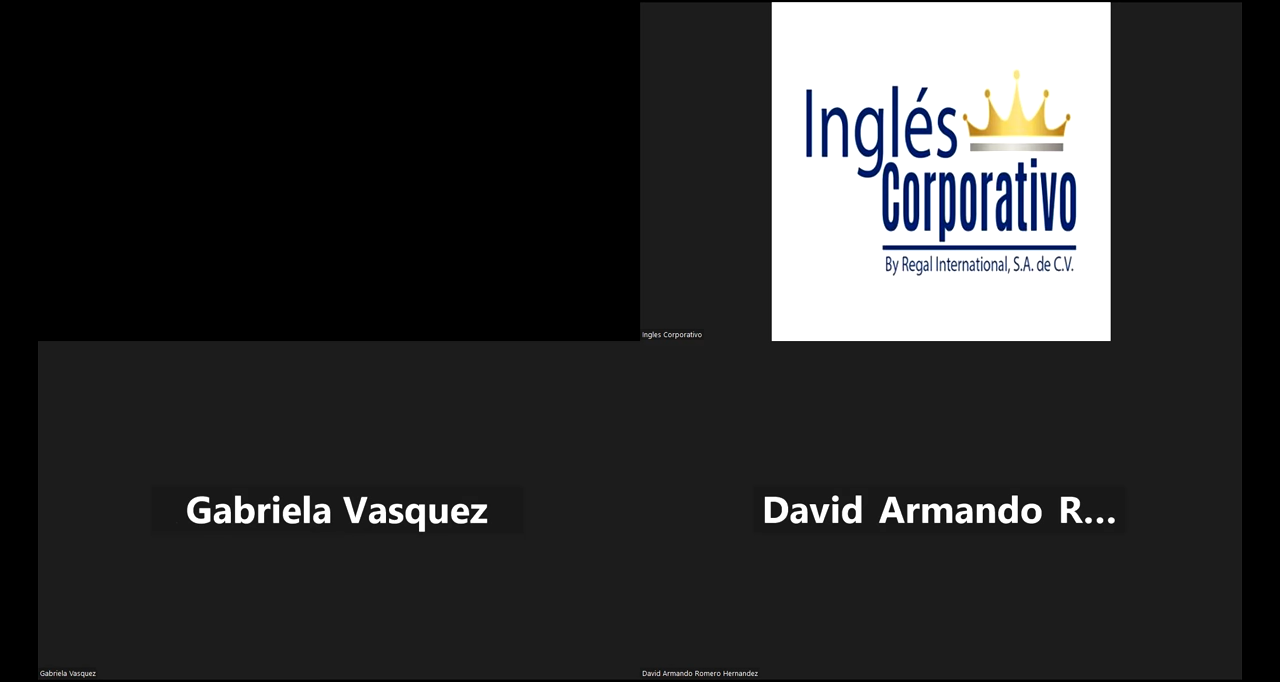 Inglés
Corporativo
By Regal International, S.A. de C.V.
Ingles Corporativo
Gabriela Vasquez
David Armando R...
Gabriela Vasquez
David Armando Romero Hernandez